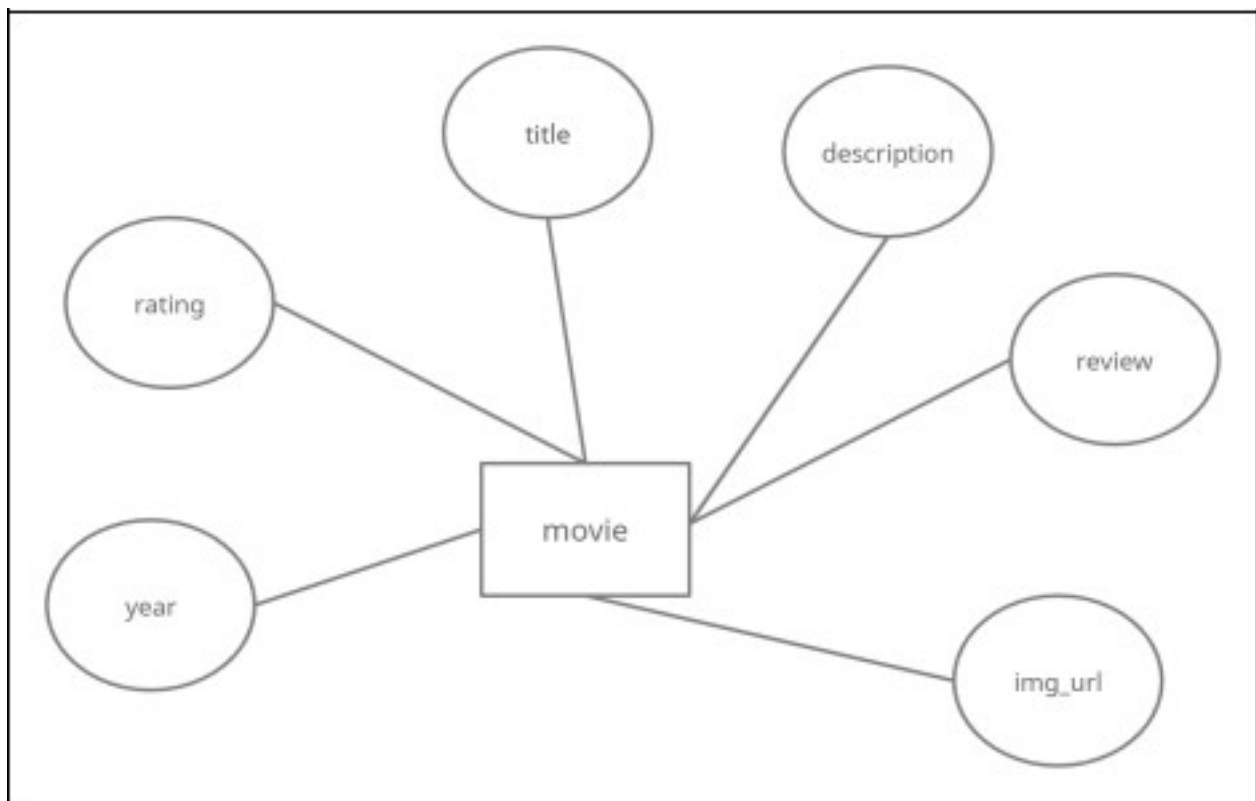 title
description
rating
review
movie
year
img_url